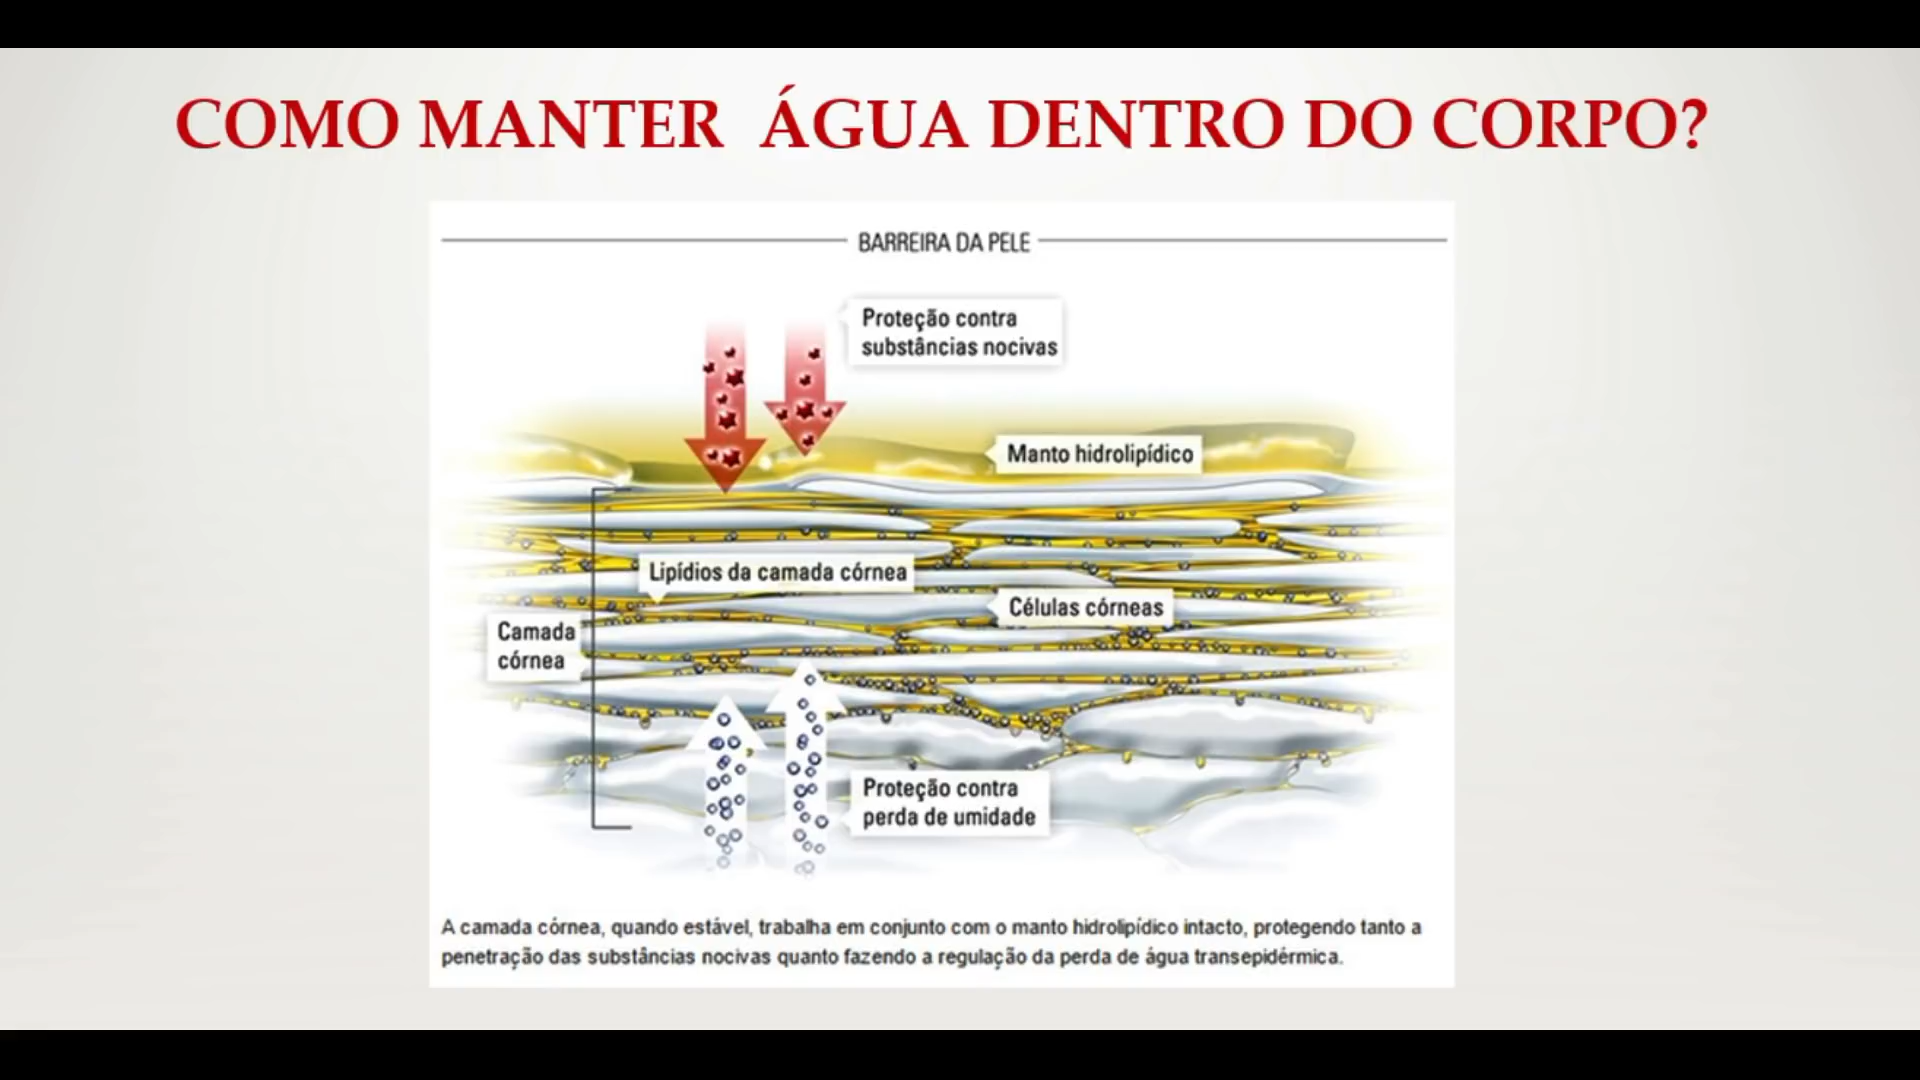 COMO MANTER ÁGUA DENTRO DO CORPO?
BARREIRA DA PELE
Proteção contra
substâncias nocivas
Manto hidrolipídico
Lipídios da camada córnea
Células córneas
Camada
córnea
Proteção contra
perda de umidade
A camada córnea, quando estável, trabalha em conjunto com o manto hidrolipídico intacto, protegendo tanto a
penetração das substâncias nocivas quanto fazendo a regulação da perda de água transepidérmica.